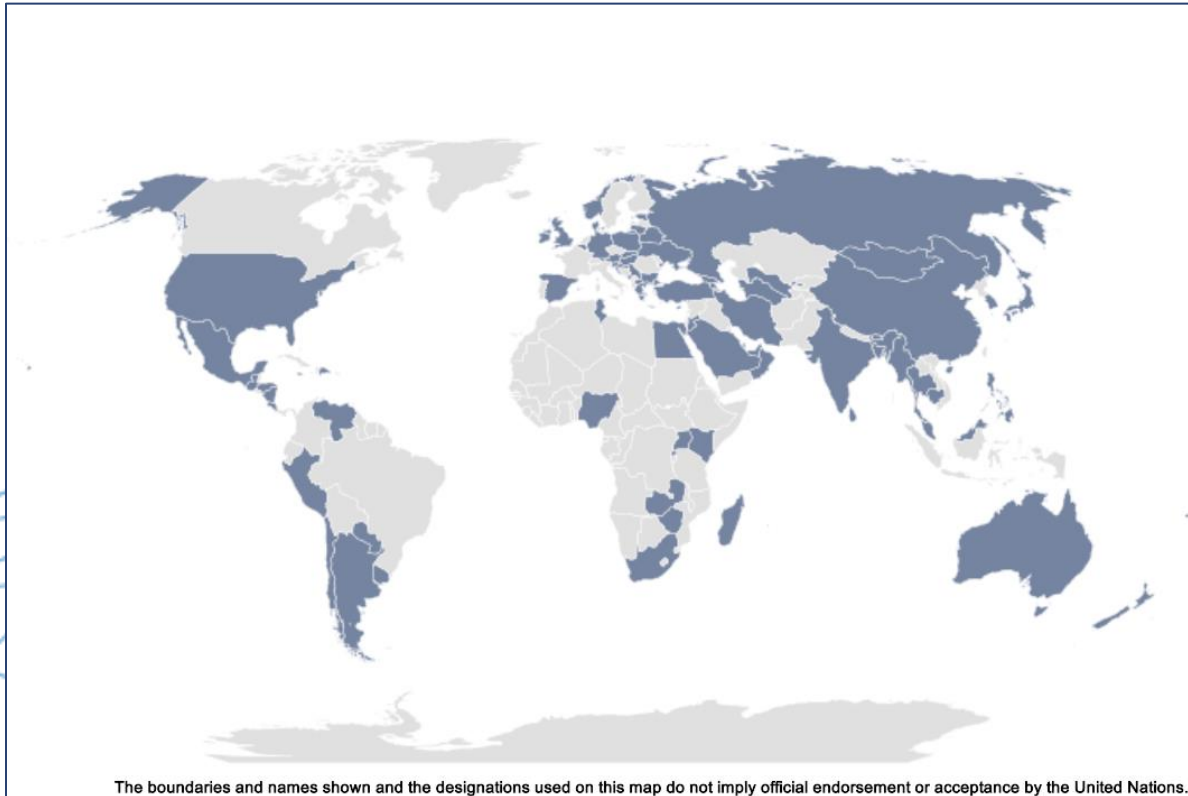 The boundaries and names shown and the designations used on this map do not imply official endorsement or acceptance by the United Nations.